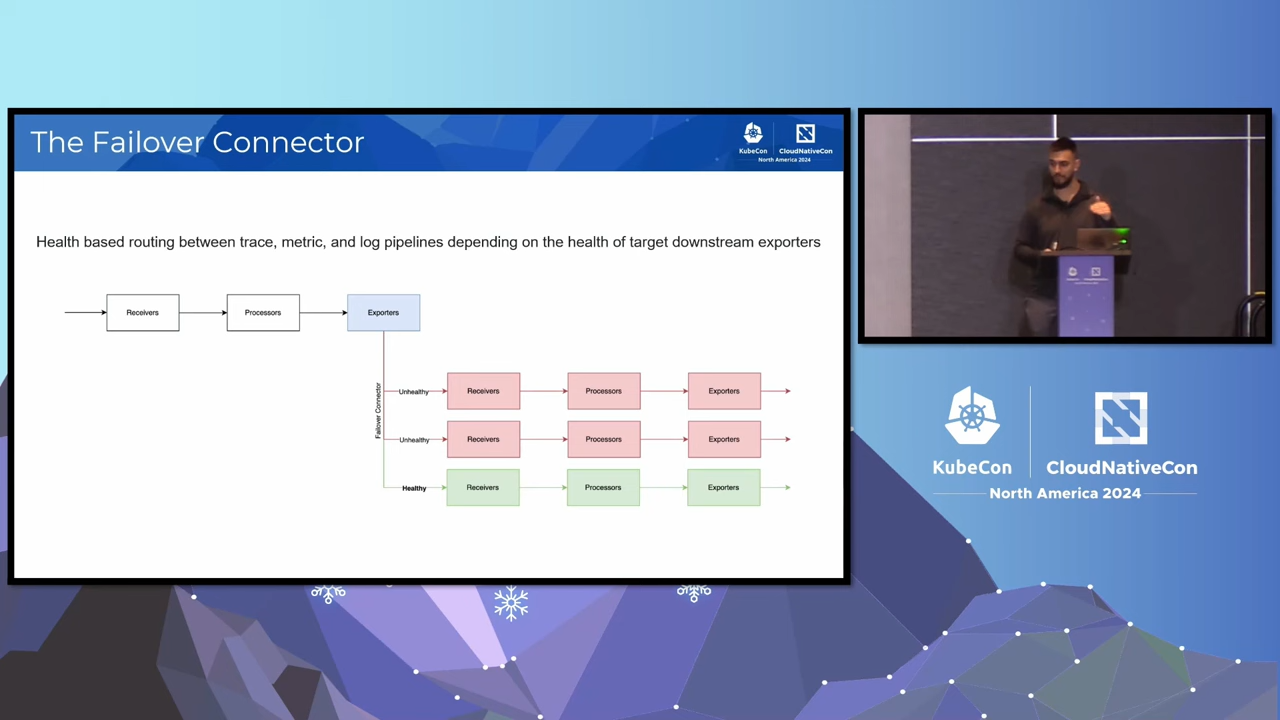 The Failover Connector
KubeCon
CloudNativeCon
North America 2024
Health based routing between trace, metric, and log pipelines depending on the health of target downstream exporters
Receivers
Processors
Exporters
Failover Connector
Unhealthy
Receivers
Processors
Exporters
Unhealthy
Receivers
Processors
Exporters
Healthy
Receivers
Processors
Exporters
KubeCon
CloudNativeCon
North America 2024